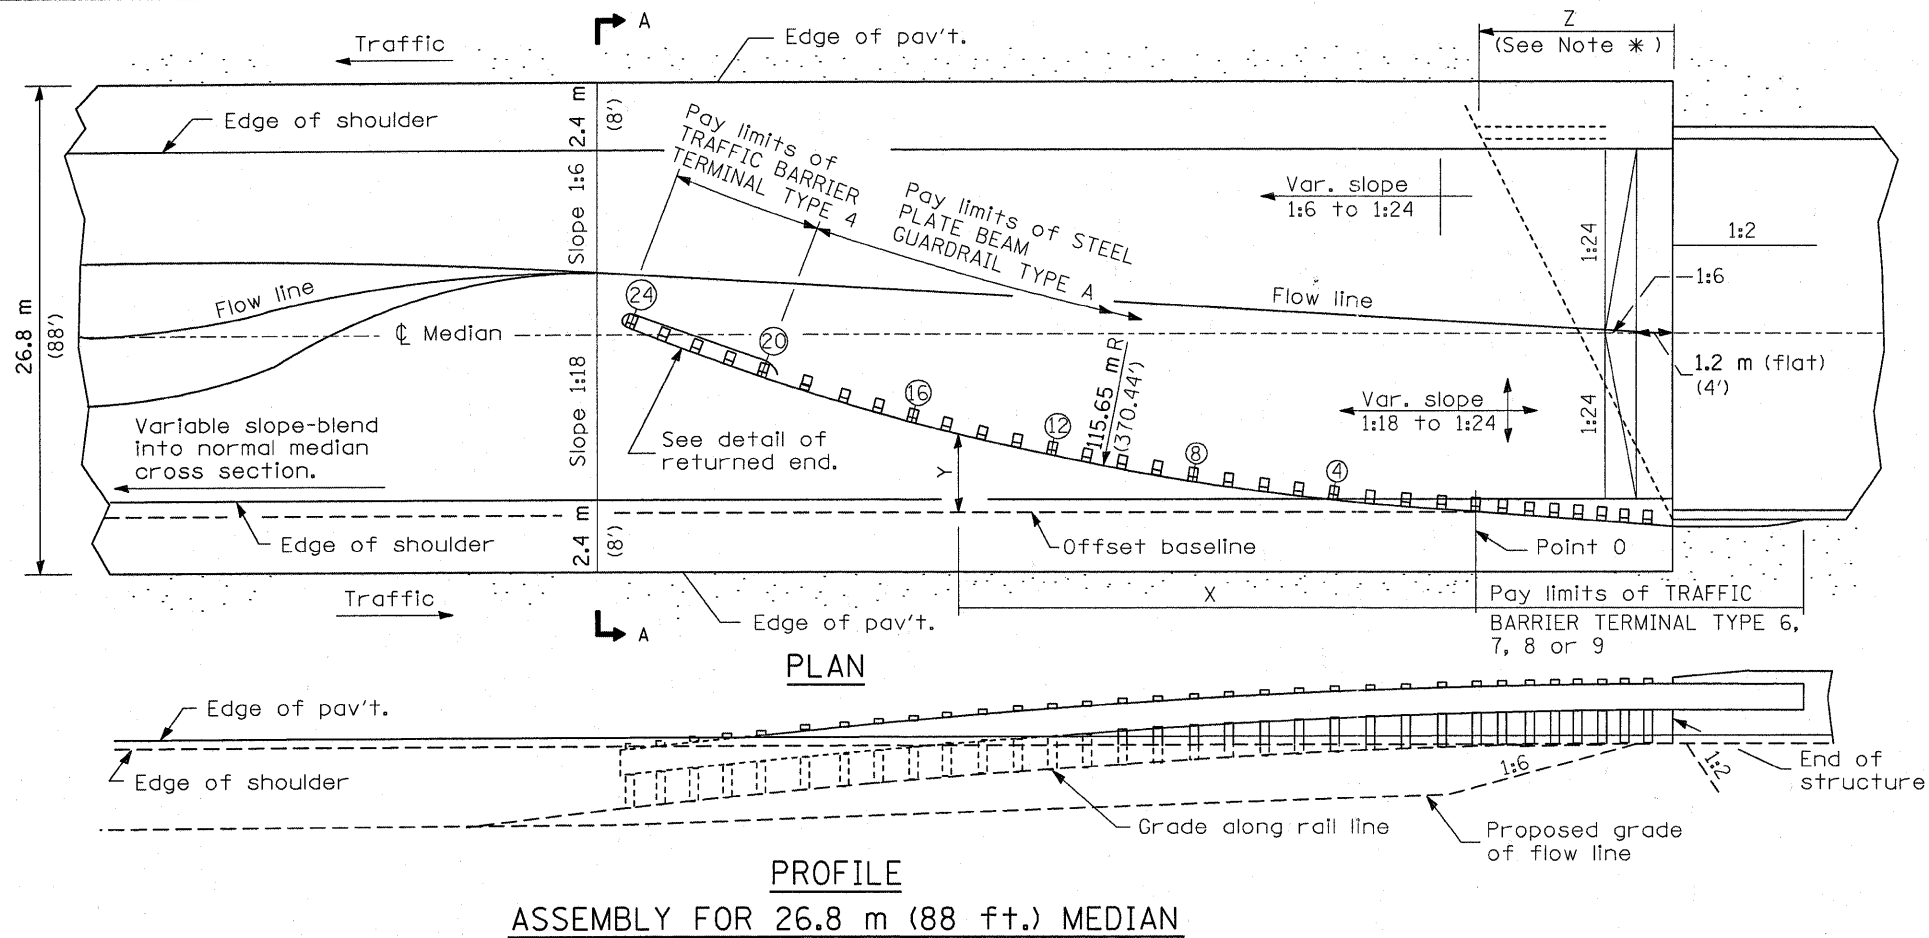 Traffic
A
Edge of pav't.
Z
(See Note *)
Edge of shoulder
2.4 m
(8')
Pay limits of
TRAFFIC BARRIER
TERMINAL TYPE 4
Pay limits of STEEL
PLATE BEAM
GUARDRAIL TYPE A
Var. slope
1:6 to 1:24
1:24
1:2
Slope 1:6
26.8 m
(88')
Flow line
24
Flow line
1:6
℄ Median
20
1.2 m (flat)
(4')
115.65 m R
(370.44')
Slope 1:18
16
12
8
4
Var. slope
1:18 to 1:24
1:24
Variable slope-blend
into normal median
cross section.
See detail of
returned end.
Y
Edge of shoulder
2.4 m
(8')
Offset baseline
Point O
Traffic
A
Edge of pav't.
X
Pay limits of TRAFFIC
BARRIER TERMINAL TYPE 6,
7, 8 or 9
PLAN
Edge of pav't.
Edge of shoulder
1:6
1:2
End of
structure
Grade along rail line
Proposed grade
of flow line
PROFILE
ASSEMBLY FOR 26.8 m (88 ft.) MEDIAN